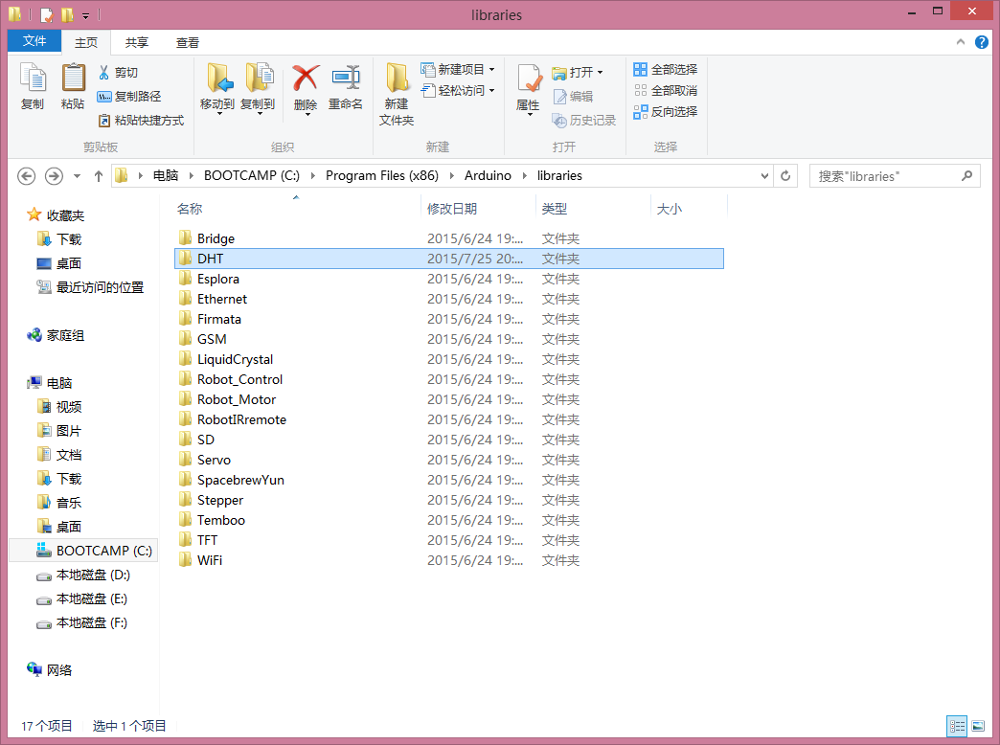 libraries
文件 主页 共享 查看
复制 粘贴 剪切 复制路径 粘贴快捷方式
剪贴板
移动到 复制到 删除 重命名
组织
新建文件夹 新建项目 轻松访问
新建
属性 打开 编辑 历史记录
打开
全部选择 全部取消 反向选择
选择
电脑 BOOTCAMP (C:) Program Files (x86) Arduino libraries
搜索"libraries"
收藏夹
下载
桌面
最近访问的位置
家庭组
电脑
视频
图片
文档
下载
音乐
桌面
BOOTCAMP (C:)
本地磁盘 (D:)
本地磁盘 (E:)
本地磁盘 (F:)
网络
名称 修改日期 类型 大小
Bridge 2015/6/24 19:... 文件夹
DHT 2015/7/25 20:... 文件夹
Esplora 2015/6/24 19:... 文件夹
Ethernet 2015/6/24 19:... 文件夹
Firmata 2015/6/24 19:... 文件夹
GSM 2015/6/24 19:... 文件夹
LiquidCrystal 2015/6/24 19:... 文件夹
Robot_Control 2015/6/24 19:... 文件夹
Robot_Motor 2015/6/24 19:... 文件夹
RobotIRremote 2015/6/24 19:... 文件夹
SD 2015/6/24 19:... 文件夹
Servo 2015/6/24 19:... 文件夹
SpacebrewYun 2015/6/24 19:... 文件夹
Stepper 2015/6/24 19:... 文件夹
Temboo 2015/6/24 19:... 文件夹
TFT 2015/6/24 19:... 文件夹
WiFi 2015/6/24 19:... 文件夹
17 个项目 选中 1 个项目